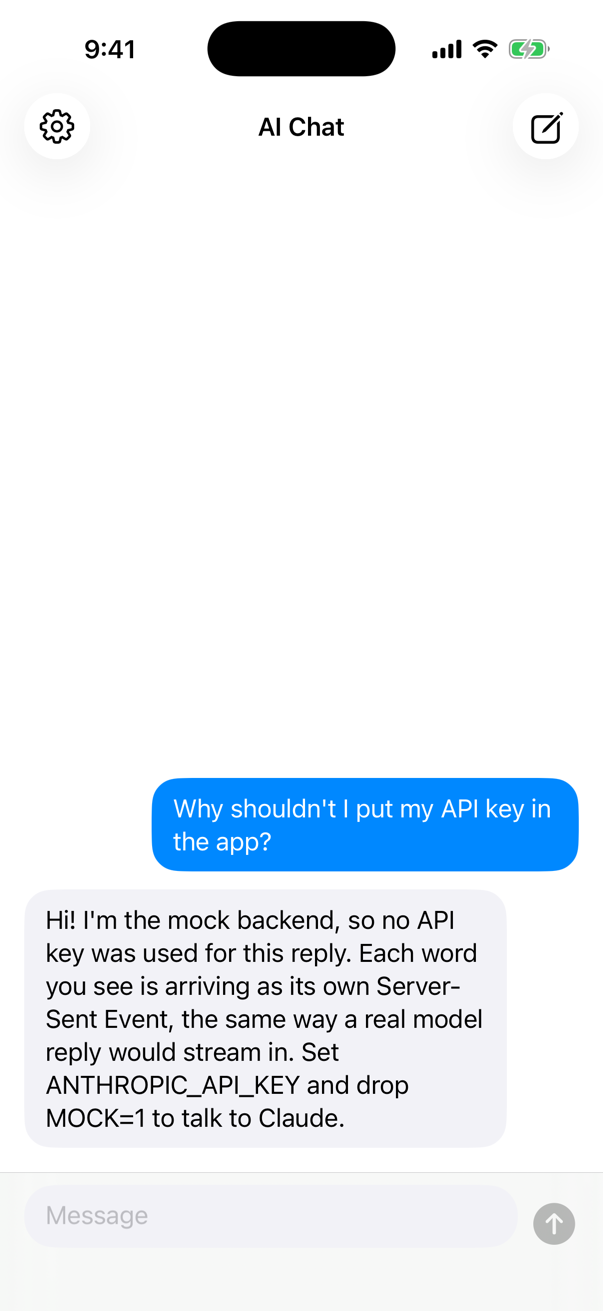 9:41
AI Chat
Why shouldn't I put my API key in
the app?
Hi! I'm the mock backend, so no API
key was used for this reply. Each word
you see is arriving as its own Server-
Sent Event, the same way a real model
reply would stream in. Set
ANTHROPIC_API_KEY and drop
MOCK=1 to talk to Claude.
Message